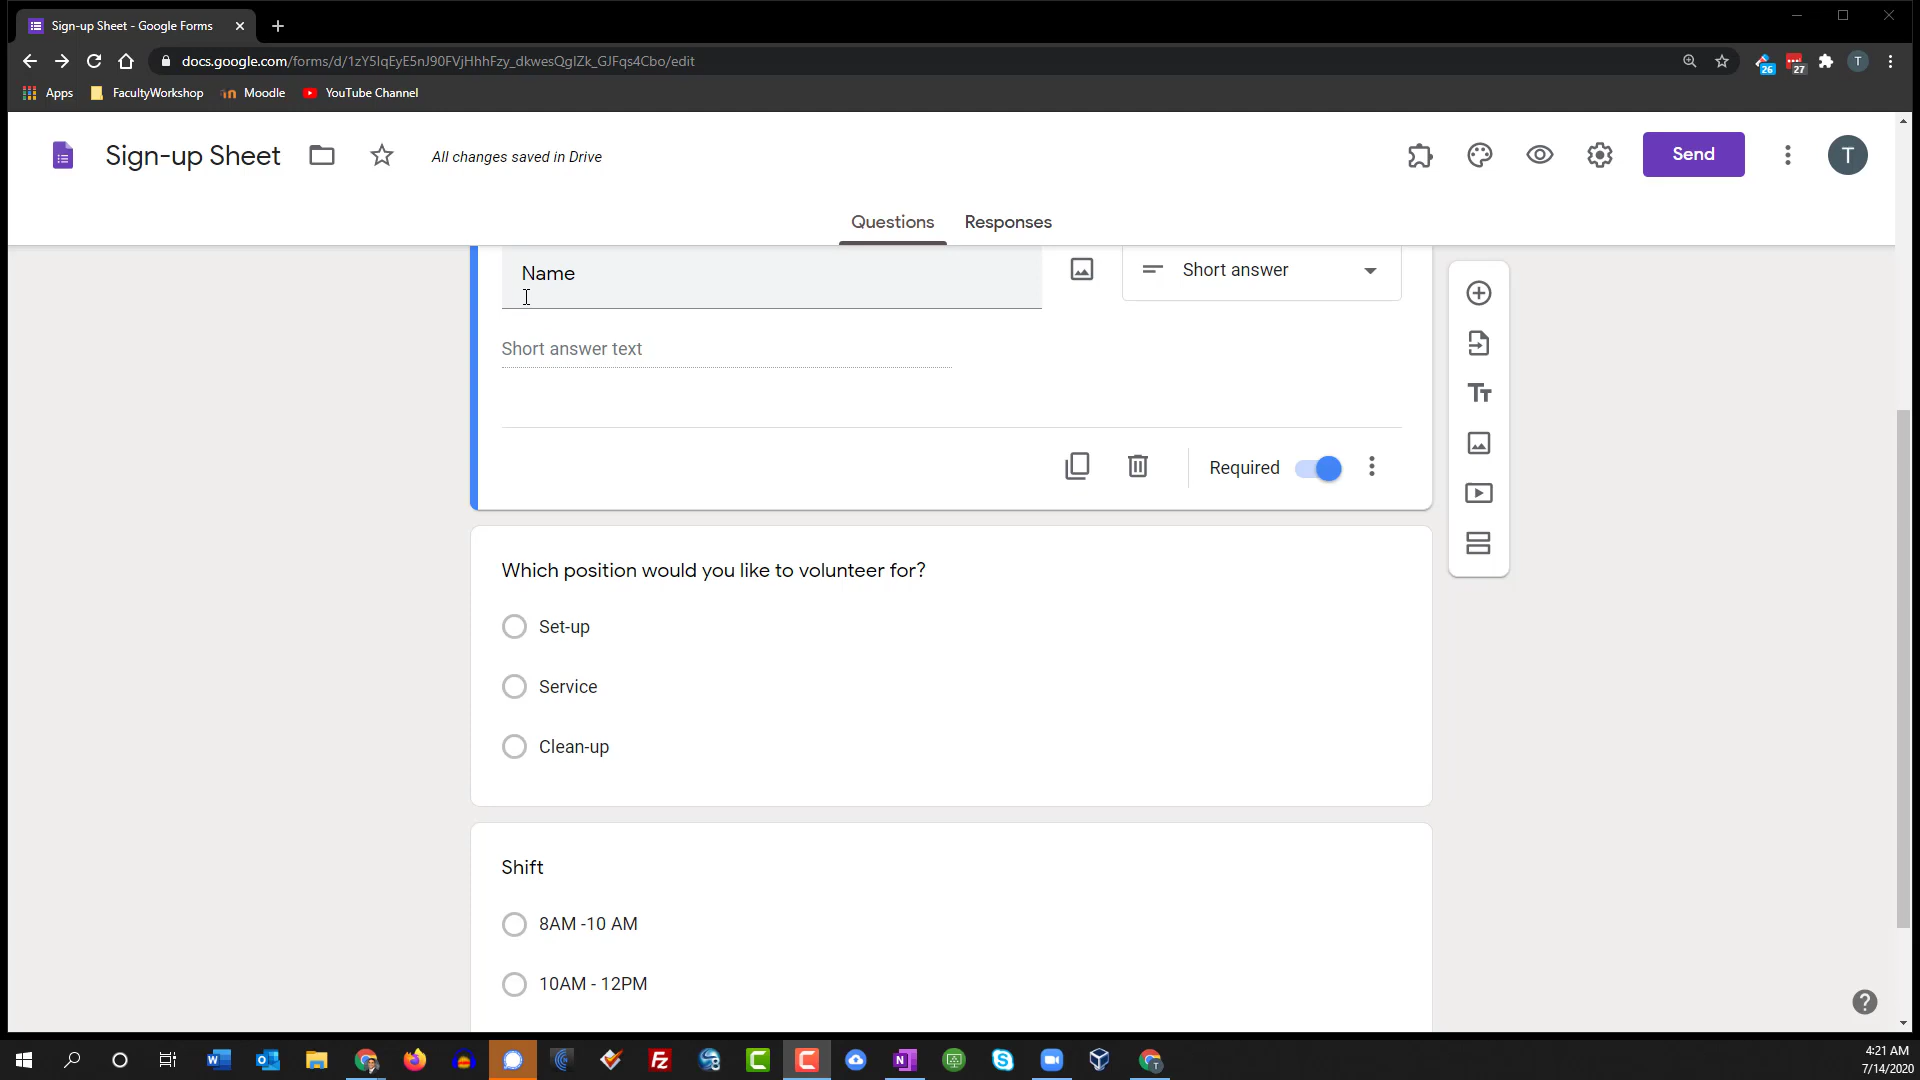 Sign-up Sheet - Google Forms
docs.google.com/forms/d/1zY5IqEyE5nJ90FVjHhhFzy_dkwesQgIZk_GJFqs4Cbo/edit
26
27
T
Apps
FacultyWorkshop
Moodle
YouTube Channel
Sign-up Sheet
All changes saved in Drive
Send
T
Questions
Responses
Name
Short answer
Short answer text
Required
Which position would you like to volunteer for?
Set-up
Service
Clean-up
Shift
8AM -10 AM
10AM - 12PM
4:21 AM
7/14/2020